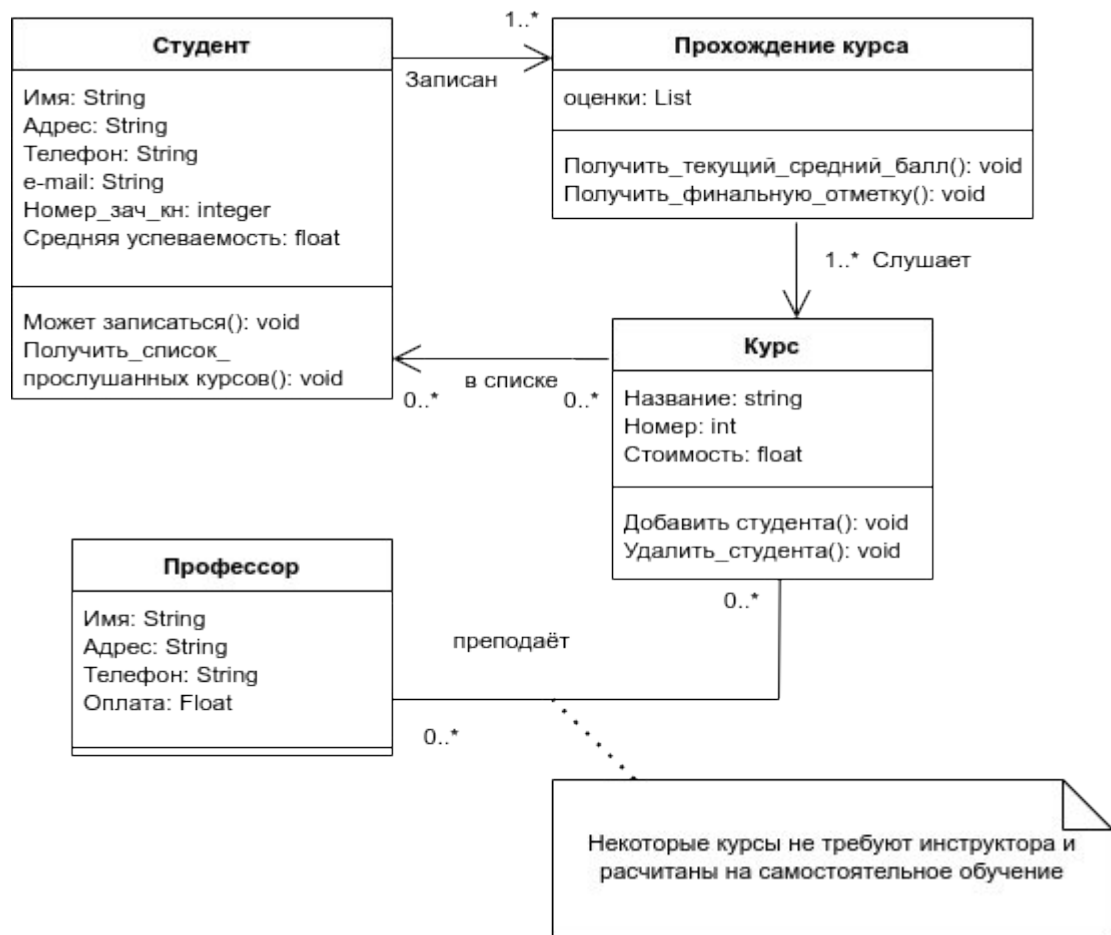 Студент
Имя: String
Адрес: String
Телефон: String
e-mail: String
Номер_зач_кн: integer
Средняя успеваемость: float
Может записаться(): void
Получить_список_
прослушанных курсов(): void
1..*
Записан
Прохождение курса
оценки: List
Получить_текущий_средний_балл(): void
Получить_финальную_отметку(): void
1..* Слушает
в списке
0..*
0..*
Курс
Название: string
Номер: int
Стоимость: float
Добавить студента(): void
Удалить_студента(): void
0..*
Профессор
Имя: String
Адрес: String
Телефон: String
Оплата: Float
преподаёт
0..*
Некоторые курсы не требуют инструктора и
расчитаны на самостоятельное обучение